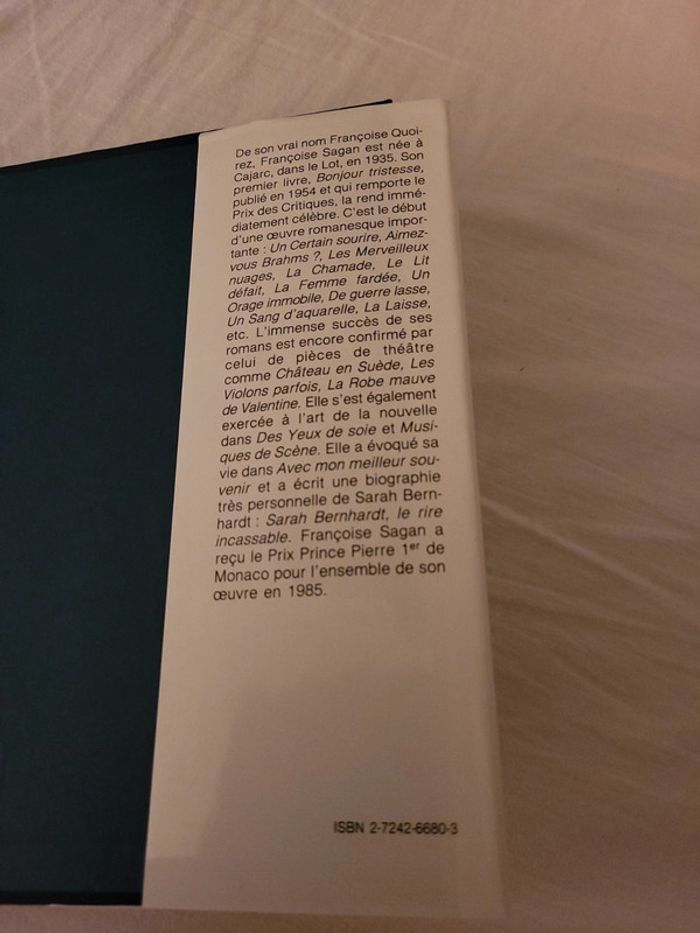 De son vrai nom Françoise Quoi-
rez, Françoise Sagan est née à
Cajarc, dans le Lot, en 1935. Son
premier livre, Bonjour tristesse,
publié en 1954 et qui remporte le
Prix des Critiques, la rend immé-
diatement célèbre. C'est le début
d'une œuvre romanesque impor-
tante : Un Certain sourire, Aimez-
vous Brahms ?, Les Merveilleux
nuages, La Chamade, Le Lit
défait, La Femme fardée, Un
Orage immobile, De guerre lasse,
Un Sang d'aquarelle, La Laisse,
etc. L'immense succès de ses
romans est encore confirmé par
celui de pièces de théâtre
comme Château en Suède, Les
Violons parfois, La Robe mauve
de Valentine. Elle s'est également
exercée à l'art de la nouvelle
dans Des Yeux de soie et Musi-
ques de Scène. Elle a évoqué sa
vie dans Avec mon meilleur sou-
venir et a écrit une biographie
très personnelle de Sarah Bern-
hardt : Sarah Bernhardt, le rire
incassable. Françoise Sagan a
reçu le Prix Prince Pierre 1er de
Monaco pour l'ensemble de son
œuvre en 1985.
ISBN 2-7242-6680-3